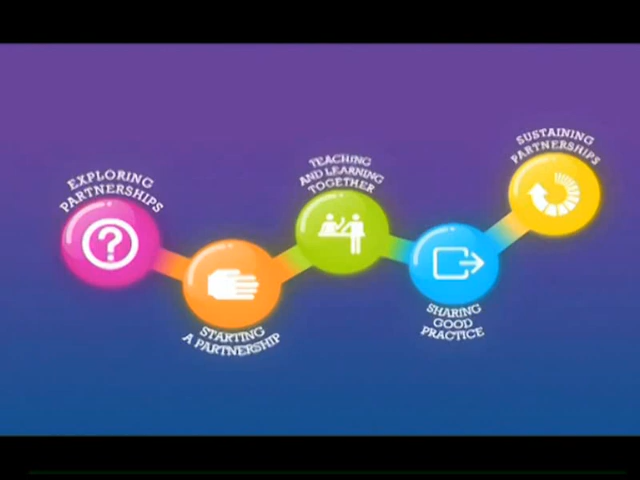 EXPLORING
PARTNERSHIPS
STARTING
A PARTNERSHIP
TEACHING
AND LEARNING
TOGETHER
SHARING
GOOD
PRACTICE
SUSTAINING
PARTNERSHIPS